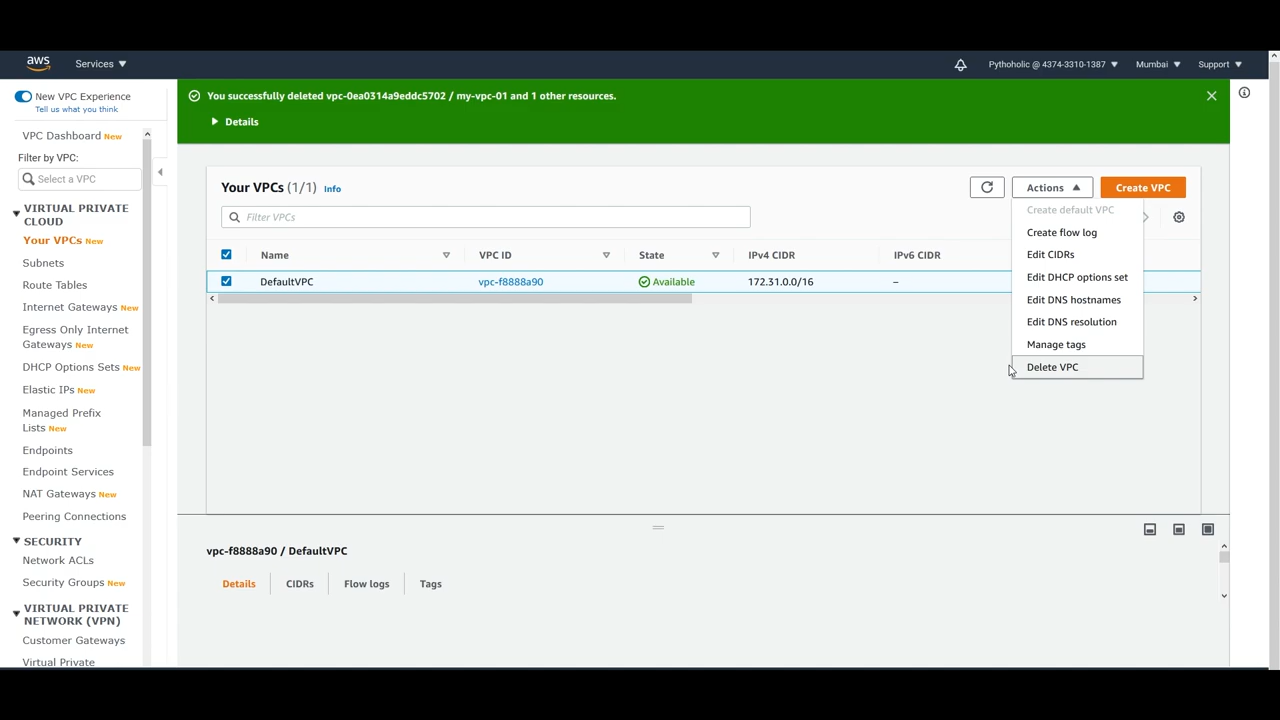 aws
Services
Pythoholic @ 4374-3310-1387
Mumbai
Support
New VPC Experience
Tell us what you think
VPC Dashboard New
Filter by VPC:
Select a VPC
VIRTUAL PRIVATE
CLOUD
Your VPCs New
Subnets
Route Tables
Internet Gateways New
Egress Only Internet
Gateways New
DHCP Options Sets New
Elastic IPs New
Managed Prefix
Lists New
Endpoints
Endpoint Services
NAT Gateways New
Peering Connections
SECURITY
Network ACLs
Security Groups New
VIRTUAL PRIVATE
NETWORK (VPN)
Customer Gateways
Virtual Private
You successfully deleted vpc-0ea0314a9eddc5702 / my-vpc-01 and 1 other resources.
Details
Your VPCs (1/1) Info
Actions
Create VPC
Filter VPCs
Create default VPC
Create flow log
Edit CIDRs
Edit DHCP options set
Edit DNS hostnames
Edit DNS resolution
Manage tags
Delete VPC
Name VPC ID State IPv4 CIDR IPv6 CIDR
DefaultVPC vpc-f8888a90 Available 172.31.0.0/16 –
vpc-f8888a90 / DefaultVPC
Details CIDRs Flow logs Tags